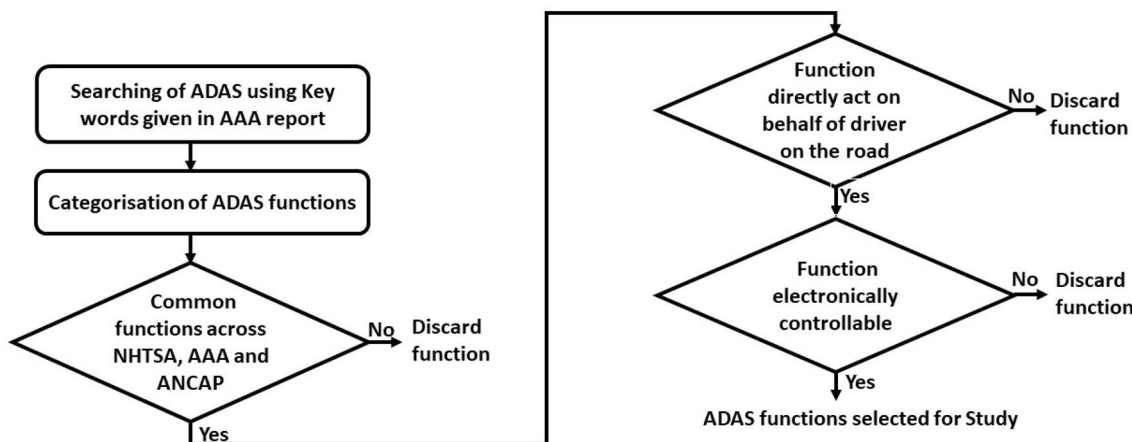 Searching of ADAS using Key
words given in AAA report
Categorisation of ADAS functions
Common
functions across
NHTSA, AAA and
ANCAP
No
Discard
function
Yes
Function
directly act on
behalf of driver
on the road
No
Discard
function
Yes
Function
electronically
controllable
No
Discard
function
Yes
ADAS functions selected for Study